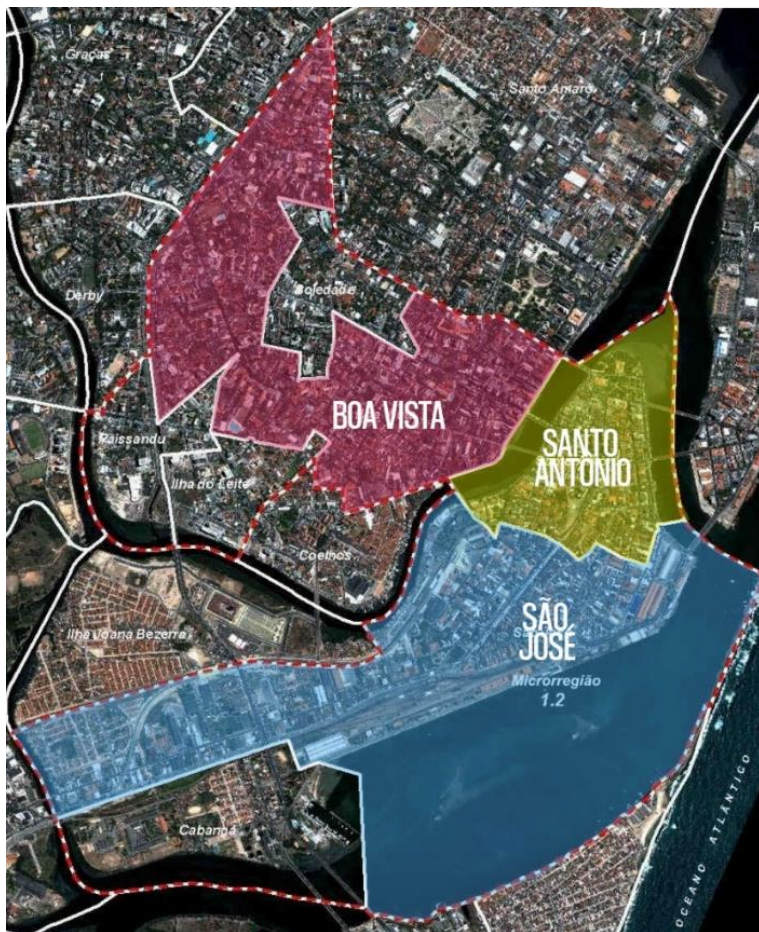 1.1
Graças
Santo Amaro
Derby
Soledade
BOA VISTA
SANTO
ANTÔNIO
Paissandu
Ilha do Leite
Coelhos
Ilha Joana Bezerra
SÃO
JOSÉ
Microrregião
1.2
Cabanga
OCEANO ATLÂNTICO